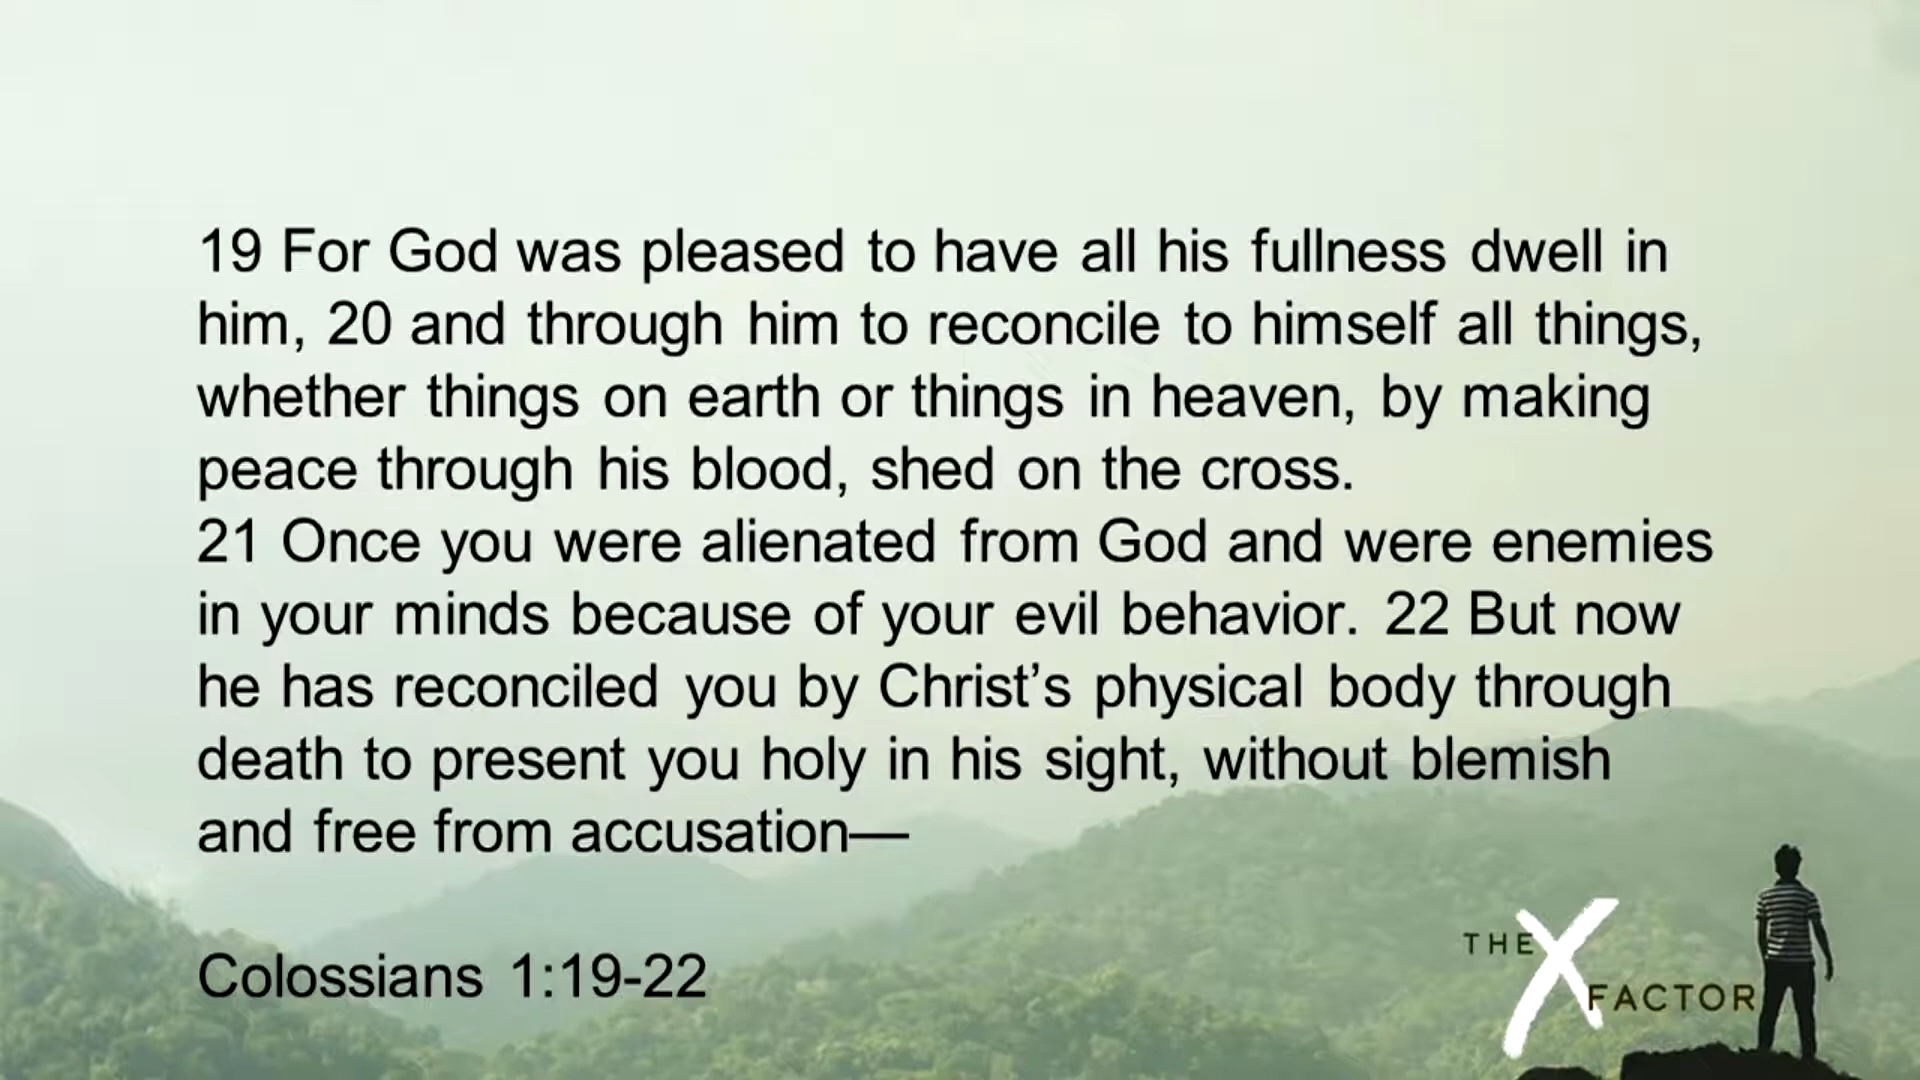 19 For God was pleased to have all his fullness dwell in
him, 20 and through him to reconcile to himself all things,
whether things on earth or things in heaven, by making
peace through his blood, shed on the cross.
21 Once you were alienated from God and were enemies
in your minds because of your evil behavior. 22 But now
he has reconciled you by Christ’s physical body through
death to present you holy in his sight, without blemish
and free from accusation—
Colossians 1:19-22
THE X FACTOR